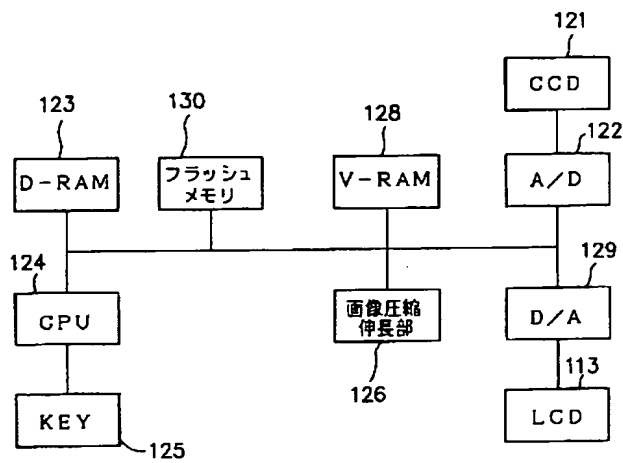 121
CCD
123
130
128
122
D-RAM
フラッシュ
メモリ
V-RAM
A/D
124
129
CPU
画像圧縮
伸長部
D/A
126
113
KEY
125
LCD